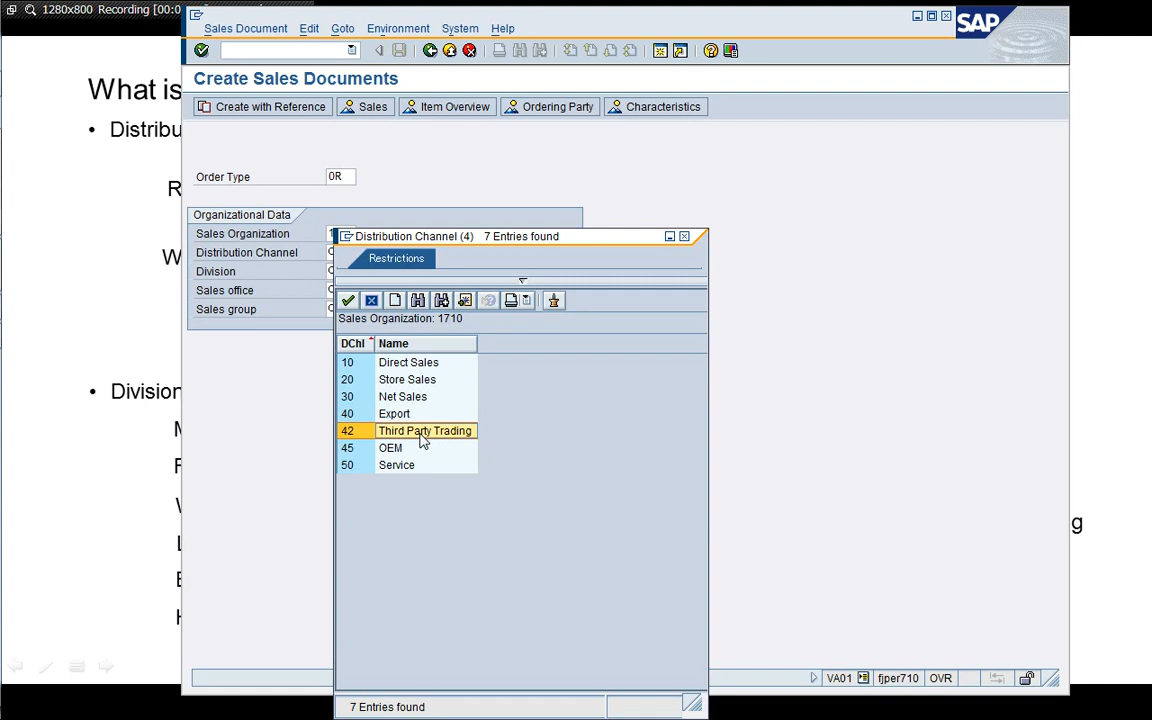 1280x800 Recording [00:0
What is
• Distribu
R
W
• Division
F
g
Sales Document Edit Goto Environment System Help
SAP
Create Sales Documents
Create with Reference Sales Item Overview Ordering Party Characteristics
Order Type OR
Organizational Data
Sales Organization 1
Distribution Channel
Division
Sales office
Sales group
Distribution Channel (4) 7 Entries found
Restrictions
Sales Organization: 1710
DChl Name
10 Direct Sales
20 Store Sales
30 Net Sales
40 Export
42 Third Party Trading
45 OEM
50 Service
7 Entries found
VA01 fjper710 OVR